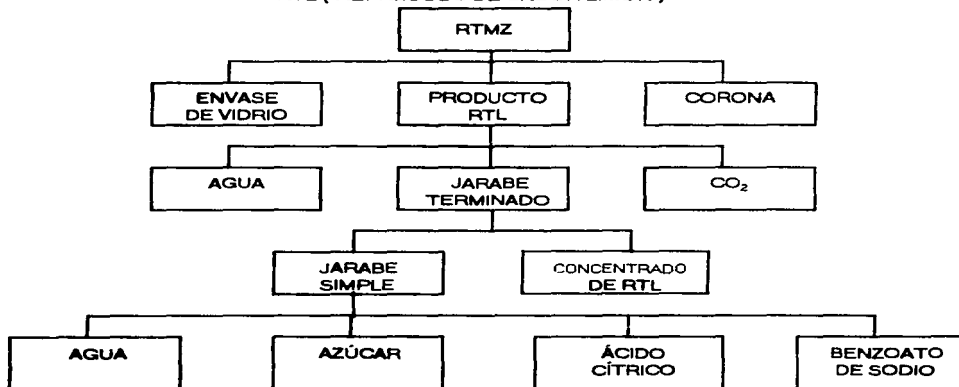 RTMZ
ENVASE
DE VIDRIO
PRODUCTO
RTL
CORONA
AGUA
JARABE
TERMINADO
CO₂
JARABE
SIMPLE
CONCENTRADO
DE RTL
AGUA
AZÚCAR
ÁCIDO
CÍTRICO
BENZOATO
DE SODIO